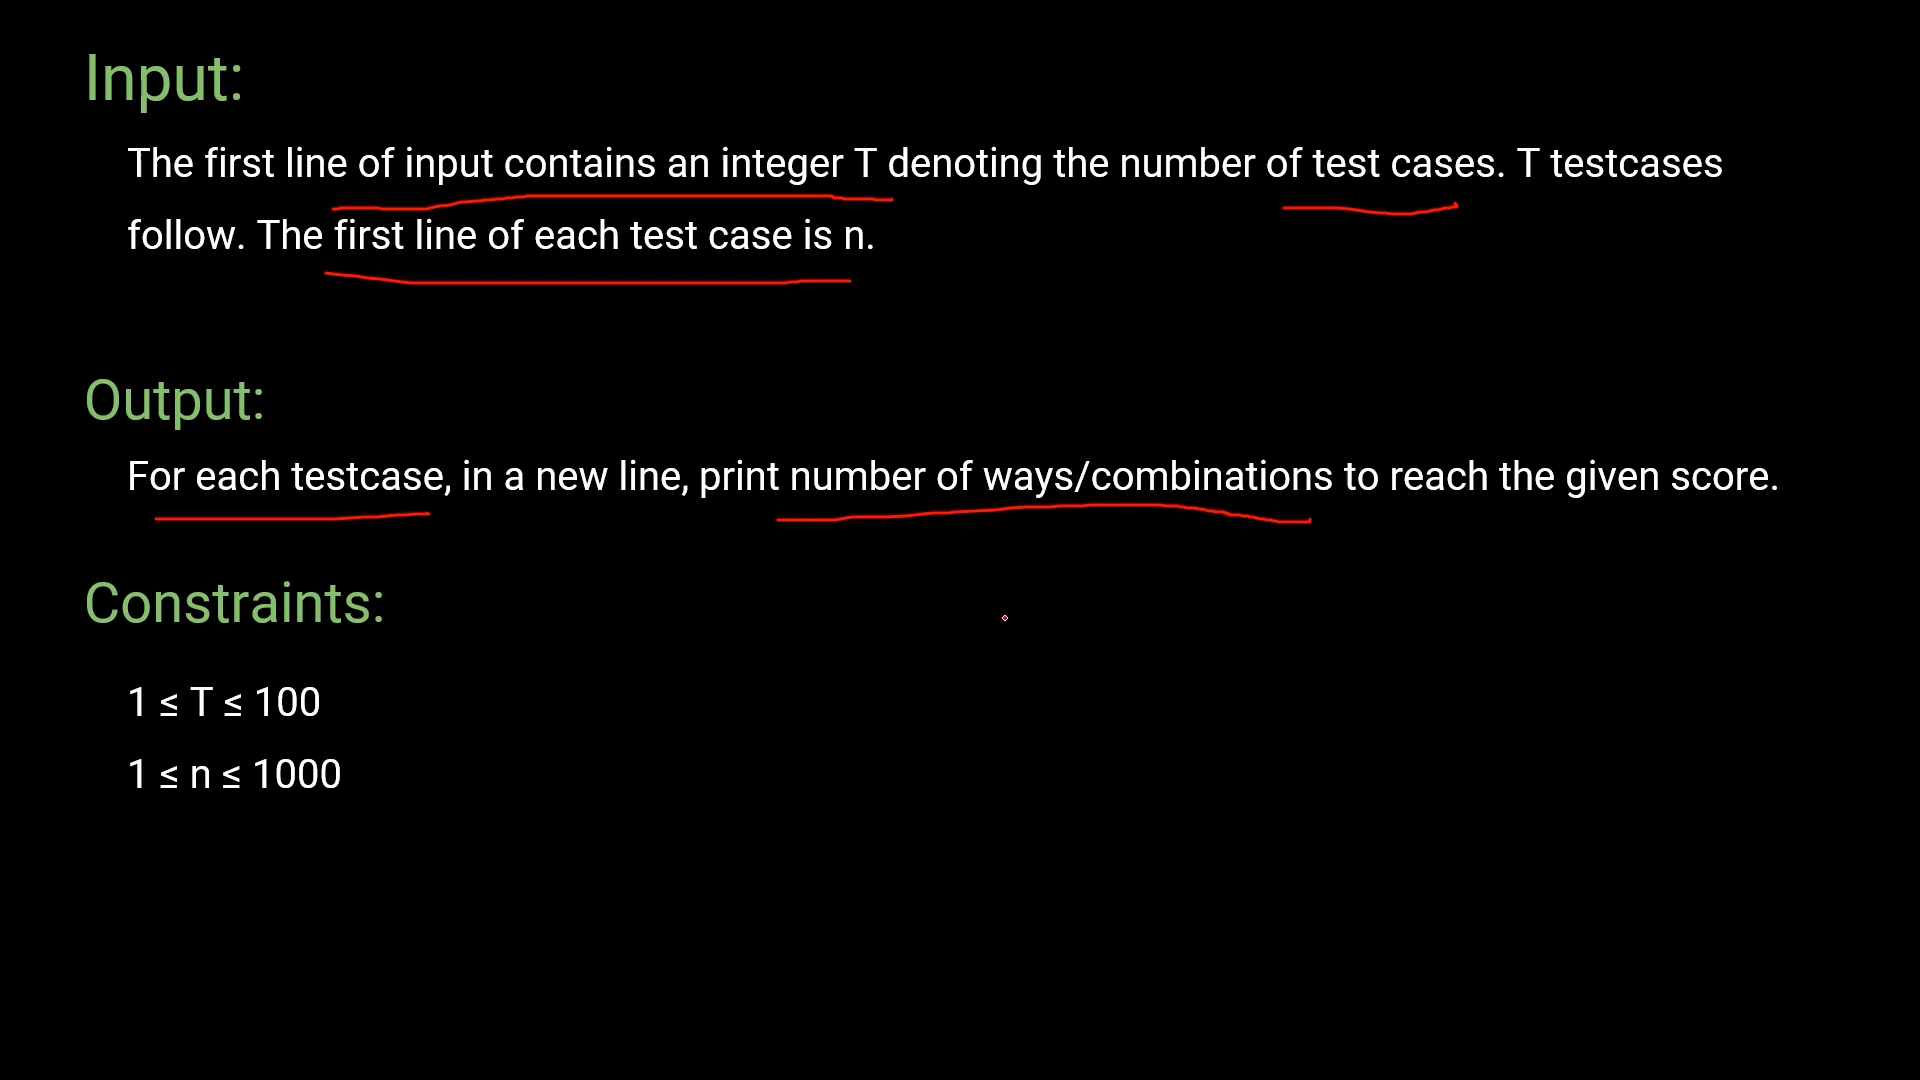 Input:
The first line of input contains an integer T denoting the number of test cases. T testcases
follow. The first line of each test case is n.
Output:
For each testcase, in a new line, print number of ways/combinations to reach the given score.
Constraints:
1 ≤ T ≤ 100
1 ≤ n ≤ 1000